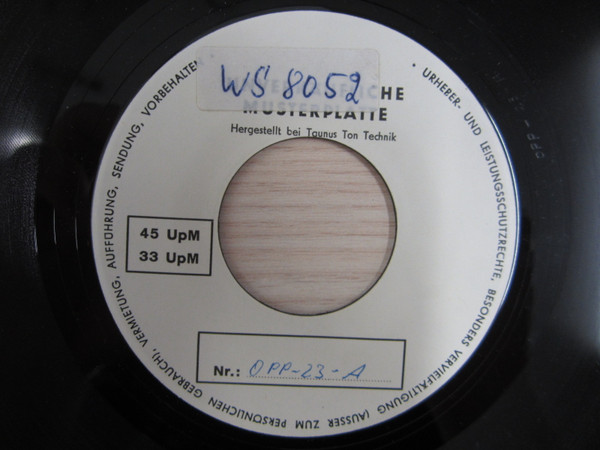 WS 8052
HE
MUSTERPLATTE
Hergestellt bei Taunus Ton Technik
45 UpM
33 UpM
Nr.: OPP-23-A
· URHEBER- UND LEISTUNGSSCHUTZRECHTE, BESONDERS VERVIELFÄLTIGUNG (AUSSER ZUM PERSÖNLICHEN GEBRAUCH), VERMIETUNG, AUFFÜHRUNG, SENDUNG, VORBEHALTEN